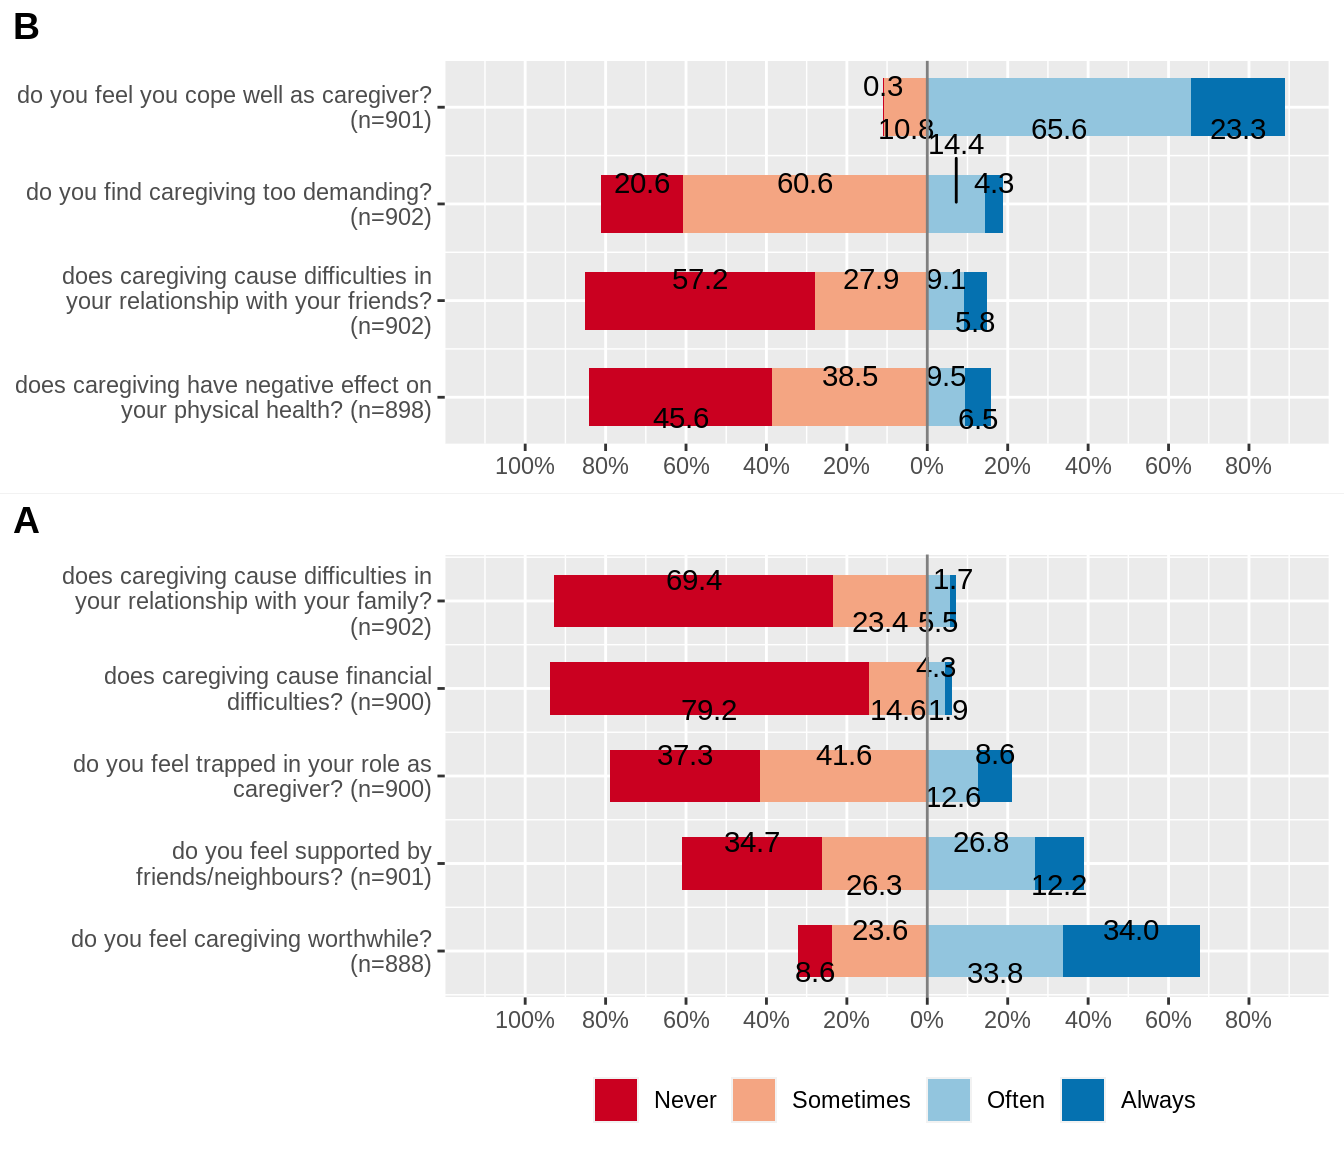 B
do you feel you cope well as caregiver?
(n=901)
0.3
10.8
65.6
23.3
do you find caregiving too demanding?
(n=902)
20.6
60.6
14.4
4.3
does caregiving cause difficulties in
your relationship with your friends?
(n=902)
57.2
27.9
9.1
5.8
does caregiving have negative effect on
your physical health? (n=898)
45.6
38.5
9.5
6.5
100% 80% 60% 40% 20% 0% 20% 40% 60% 80%
A
does caregiving cause difficulties in
your relationship with your family?
(n=902)
69.4
23.4
5.5
1.7
does caregiving cause financial
difficulties? (n=900)
79.2
14.6
4.3
1.9
do you feel trapped in your role as
caregiver? (n=900)
37.3
41.6
12.6
8.6
do you feel supported by
friends/neighbours? (n=901)
34.7
26.3
26.8
12.2
do you feel caregiving worthwhile?
(n=888)
8.6
23.6
33.8
34.0
100% 80% 60% 40% 20% 0% 20% 40% 60% 80%
Never Sometimes Often Always